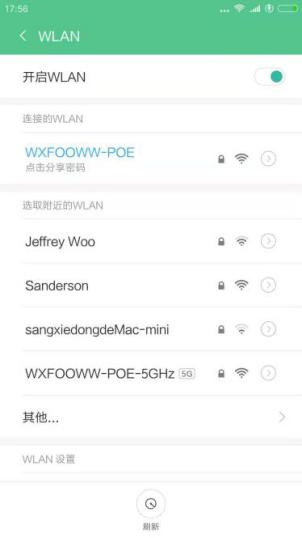 17:56
WLAN
开启WLAN
连接的WLAN
WXFOOWW-POE
点击分享密码
选取附近的WLAN
Jeffrey Woo
Sanderson
sangxiedongdeMac-mini
WXFOOWW-POE-5GHz 5G
其他...
WLAN 设置
刷新